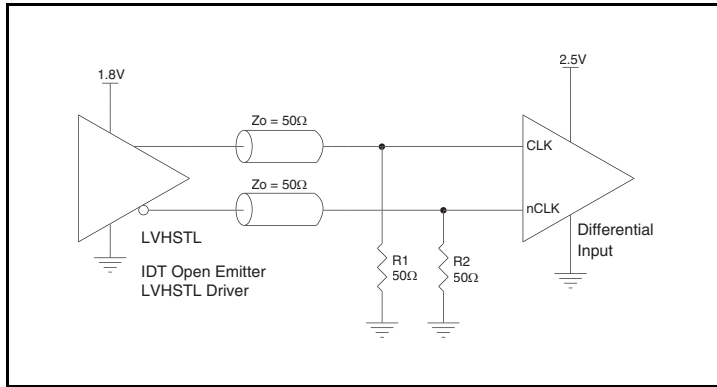 1.8V
2.5V
Zo = 50Ω
CLK
Zo = 50Ω
nCLK
LVHSTL
Differential
Input
R1
50Ω
R2
50Ω
IDT Open Emitter
LVHSTL Driver